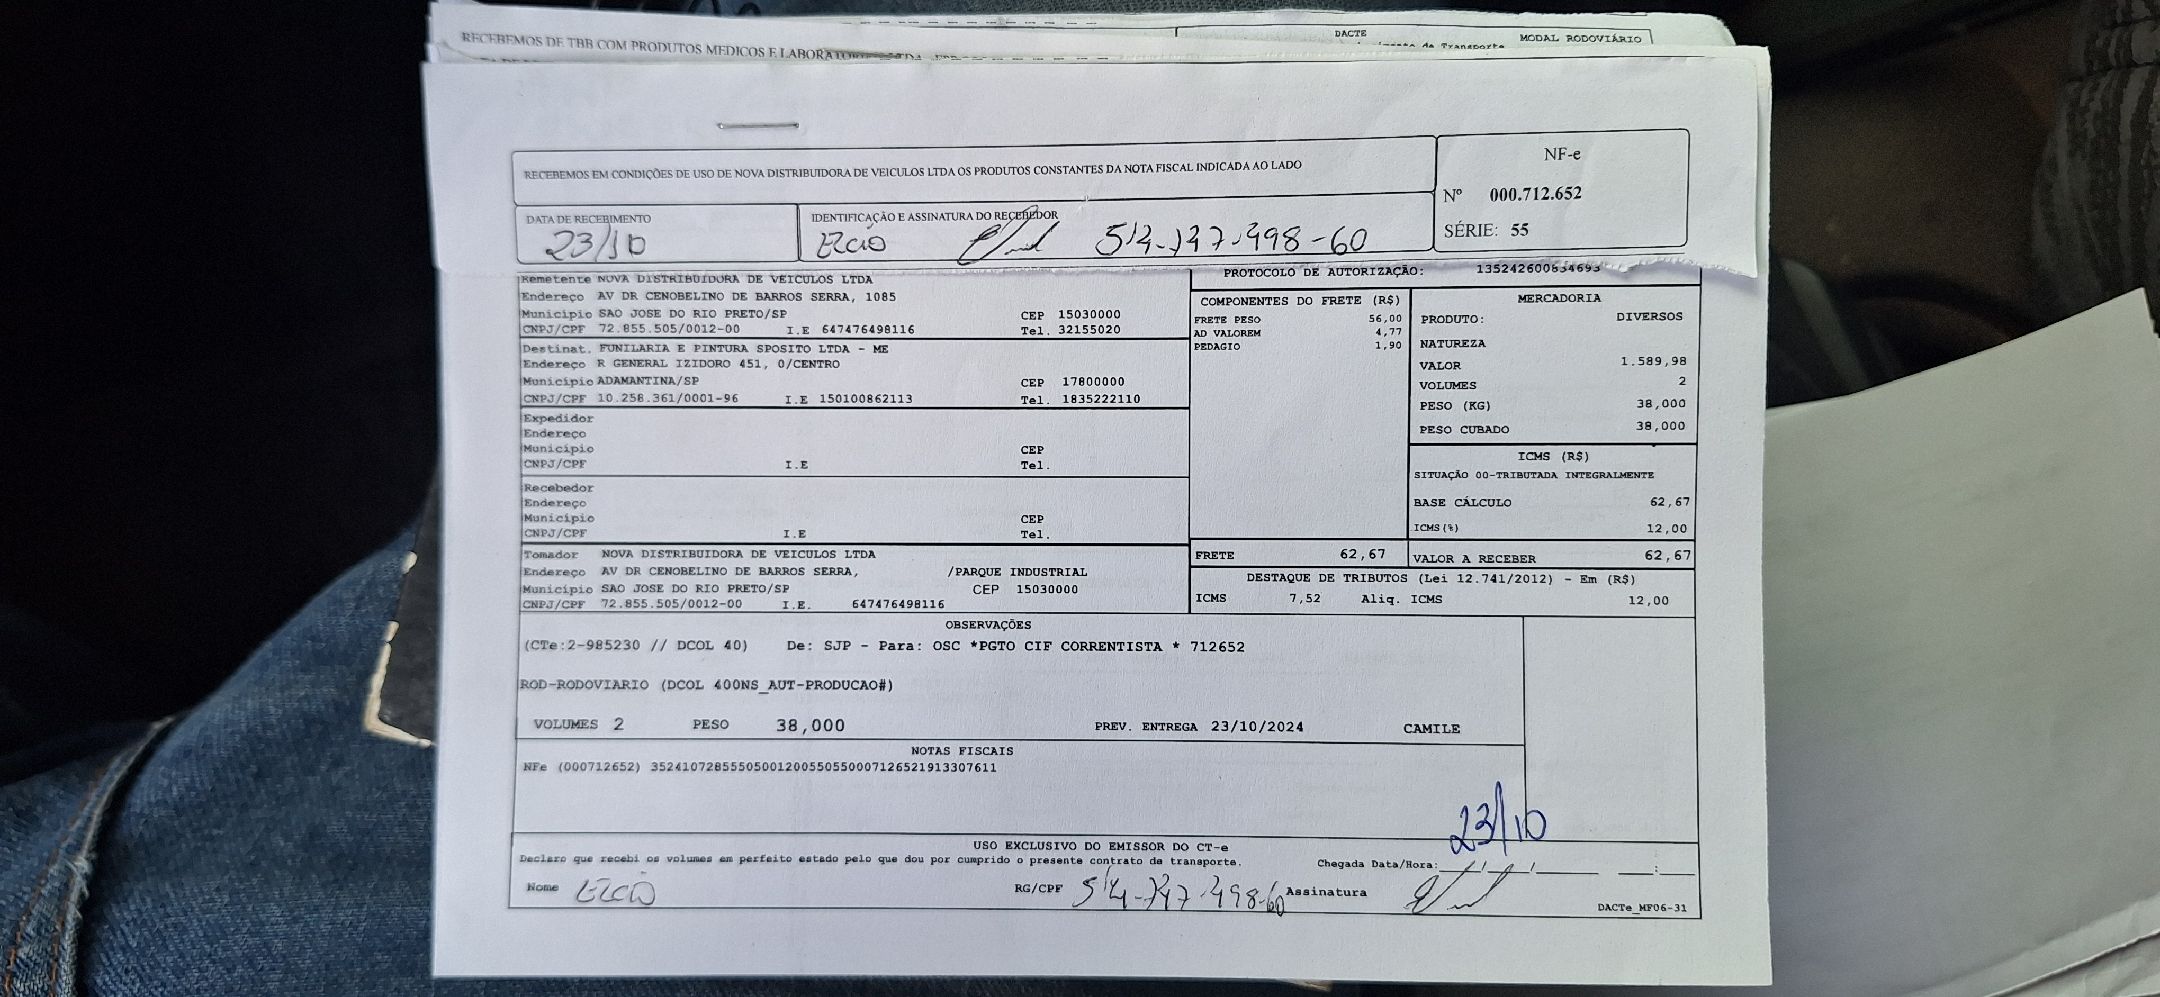 DACTE
MODAL RODOVIÁRIO
RECEBEMOS DE TBB COM PRODUTOS MEDICOS E
RECEBEMOS EM CONDIÇÕES DE USO DE NOVA DISTRIBUIDORA DE VEICULOS LTDA OS PRODUTOS CONSTANTES DA NOTA FISCAL INDICADA AO LADO
NF-e
Nº 000.712.652
SÉRIE: 55
DATA DE RECEBIMENTO
23/10
IDENTIFICAÇÃO E ASSINATURA DO RECEBEDOR
PROTOCOLO DE AUTORIZAÇÃO: 135242600834693
Remetente NOVA DISTRIBUIDORA DE VEICULOS LTDA
Endereço AV DR CENOBELINO DE BARROS SERRA, 1085
Município SAO JOSE DO RIO PRETO/SP CEP 15030000
CNPJ/CPF 72.855.505/0012-00 I.E 647476498116 Tel. 32155020
Destinat. FUNILARIA E PINTURA SPOSITO LTDA - ME
Endereço R GENERAL IZIDORO 451, 0/CENTRO
Município ADAMANTINA/SP CEP 17800000
CNPJ/CPF 10.258.361/0001-96 I.E 150100862113 Tel. 1835222110
Expedidor
Endereço
Município CEP
CNPJ/CPF I.E Tel.
Recebedor
Endereço
Município CEP
CNPJ/CPF I.E Tel.
Tomador NOVA DISTRIBUIDORA DE VEICULOS LTDA
Endereço AV DR CENOBELINO DE BARROS SERRA, /PARQUE INDUSTRIAL
Município SAO JOSE DO RIO PRETO/SP CEP 15030000
CNPJ/CPF 72.855.505/0012-00 I.E. 647476498116
COMPONENTES DO FRETE (R$)
FRETE PESO 56,00
AD VALOREM 4,77
PEDAGIO 1,90
FRETE 62,67
MERCADORIA
PRODUTO: DIVERSOS
NATUREZA
VALOR 1.589,98
VOLUMES 2
PESO (KG) 38,000
PESO CUBADO 38,000
ICMS (R$)
SITUAÇÃO 00-TRIBUTADA INTEGRALMENTE
BASE CÁLCULO 62,67
ICMS(%) 12,00
VALOR A RECEBER 62,67
DESTAQUE DE TRIBUTOS (Lei 12.741/2012) - Em (R$)
ICMS 7,52 Aliq. ICMS 12,00
OBSERVAÇÕES
(CTe:2-985230 // DCOL 40) De: SJP - Para: OSC *PGTO CIF CORRENTISTA * 712652
ROD-RODOVIARIO (DCOL 400NS_AUT-PRODUCAO#)
VOLUMES 2 PESO 38,000 PREV. ENTREGA 23/10/2024 CAMILE
NOTAS FISCAIS
NFe (000712652) 35241072855505001200550550007126521913307611
23/10
USO EXCLUSIVO DO EMISSOR DO CT-e
Declaro que recebi os volumes em perfeito estado pelo que dou por cumprido o presente contrato de transporte.
Chegada Data/Hora:
Nome
RG/CPF
Assinatura
DACTe_MF06-31